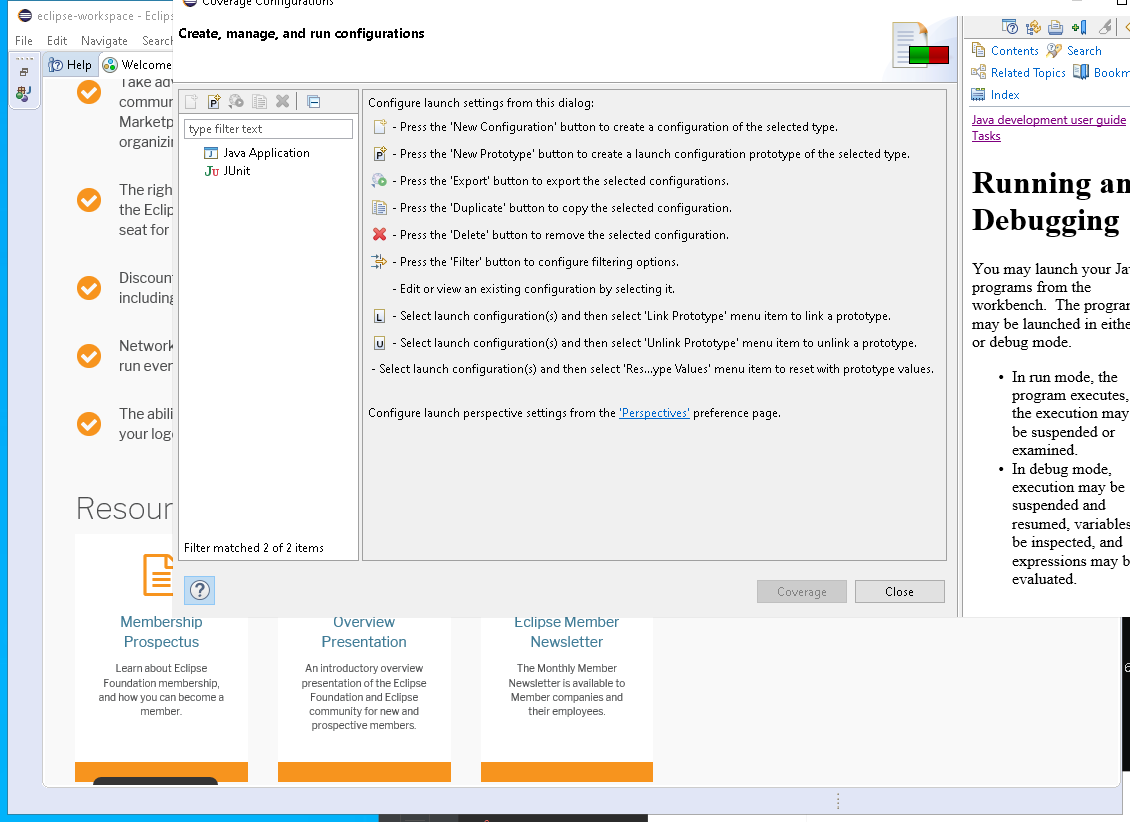 eclipse-workspace - Eclips
Coverage Configurations
File Edit Navigate Search
Create, manage, and run configurations
Help
Welcome
Take adv
commun
Marketp
organizin
The righ
the Eclip
seat for
Discoun
including
Network
run even
The abili
your logo
Resour
type filter text
Java Application
Ju JUnit
Filter matched 2 of 2 items
Configure launch settings from this dialog:
- Press the 'New Configuration' button to create a configuration of the selected type.
- Press the 'New Prototype' button to create a launch configuration prototype of the selected type.
- Press the 'Export' button to export the selected configurations.
- Press the 'Duplicate' button to copy the selected configuration.
- Press the 'Delete' button to remove the selected configuration.
- Press the 'Filter' button to configure filtering options.
- Edit or view an existing configuration by selecting it.
L - Select launch configuration(s) and then select 'Link Prototype' menu item to link a prototype.
U - Select launch configuration(s) and then select 'Unlink Prototype' menu item to unlink a prototype.
- Select launch configuration(s) and then select 'Res...ype Values' menu item to reset with prototype values.
Configure launch perspective settings from the 'Perspectives' preference page.
Coverage
Close
Contents Search
Related Topics Bookm
Index
Java development user guide
Tasks
Running an
Debugging
You may launch your Ja
programs from the
workbench. The program
may be launched in eithe
or debug mode.
• In run mode, the
program executes,
the execution may
be suspended or
examined.
• In debug mode,
execution may be
suspended and
resumed, variables
be inspected, and
expressions may b
evaluated.
Membership
Prospectus
Learn about Eclipse
Foundation membership,
and how you can become a
member.
Overview
Presentation
An introductory overview
presentation of the Eclipse
Foundation and Eclipse
community for new and
prospective members.
Eclipse Member
Newsletter
The Monthly Member
Newsletter is available to
Member companies and
their employees.